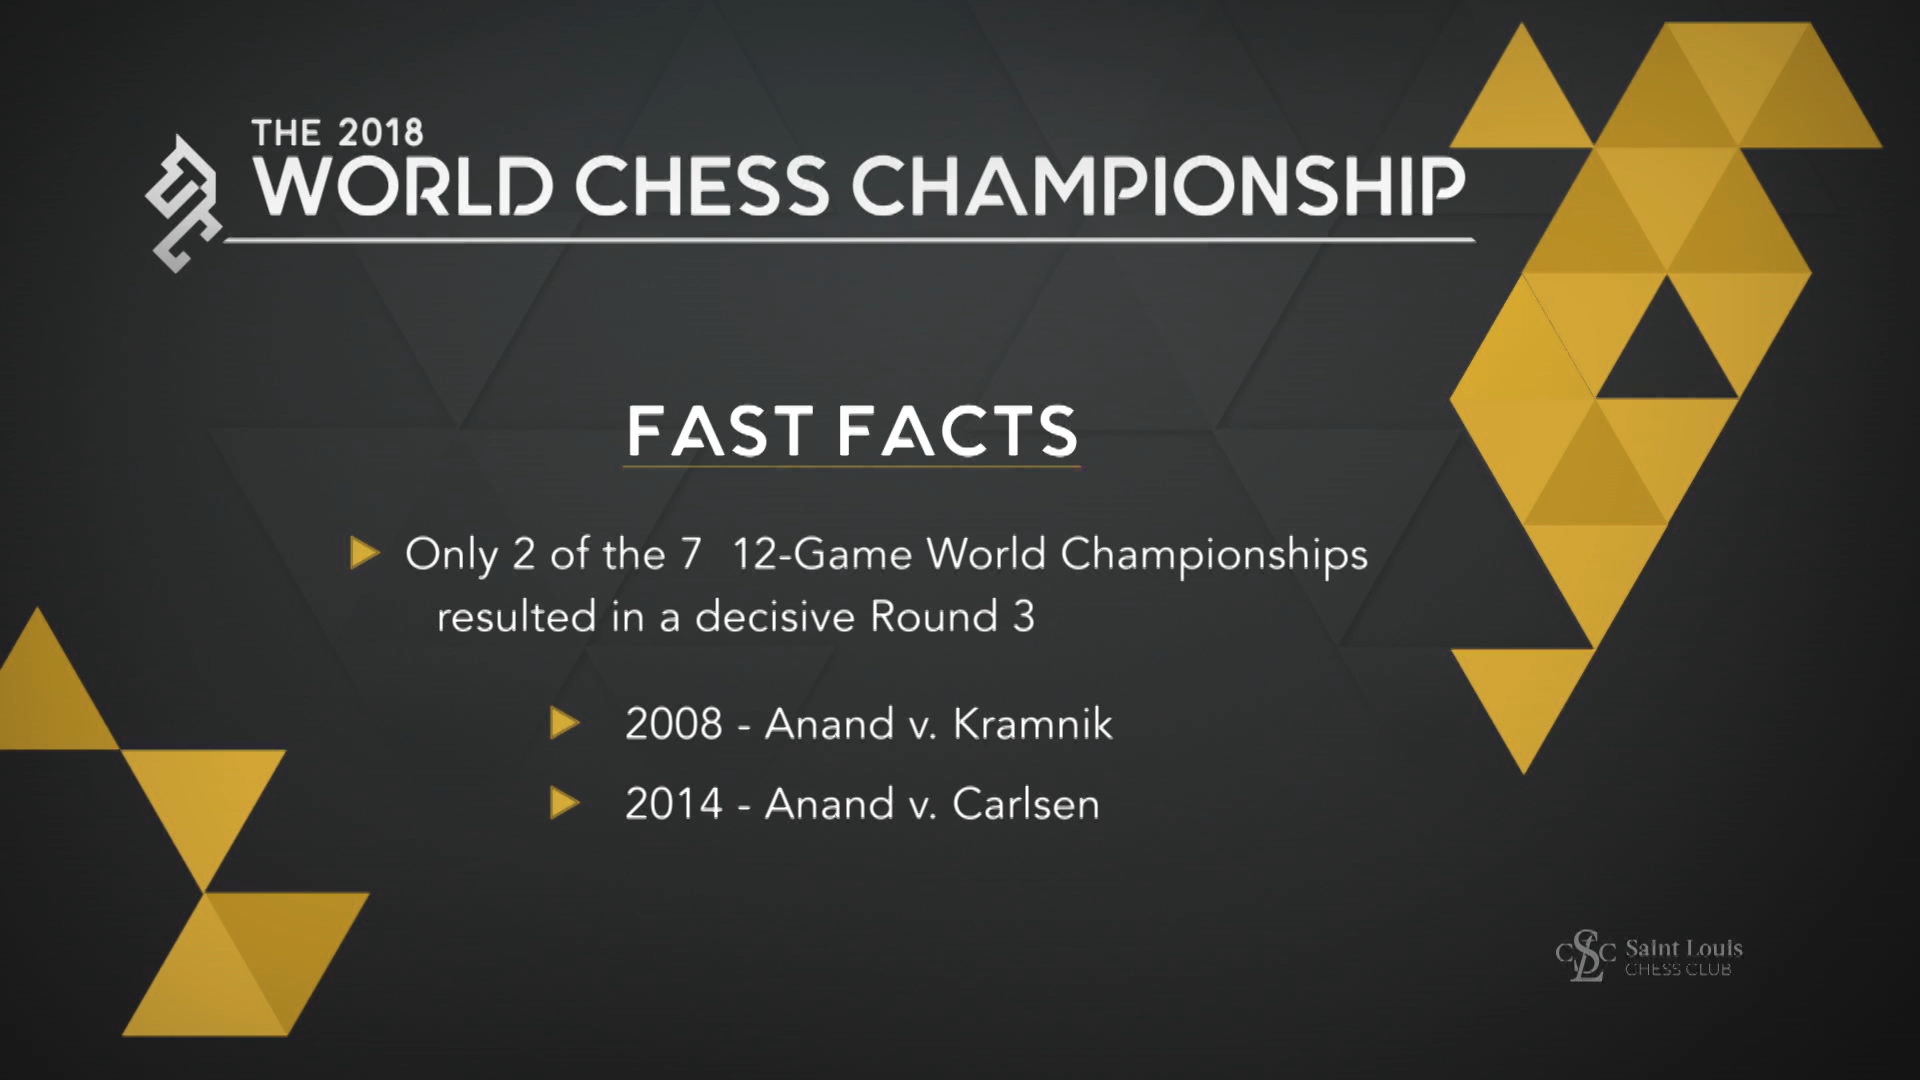 THE 2018
WORLD CHESS CHAMPIONSHIP
FAST FACTS
Only 2 of the 7 12-Game World Championships
resulted in a decisive Round 3
2008 - Anand v. Kramnik
2014 - Anand v. Carlsen
Saint Louis
CHESS CLUB